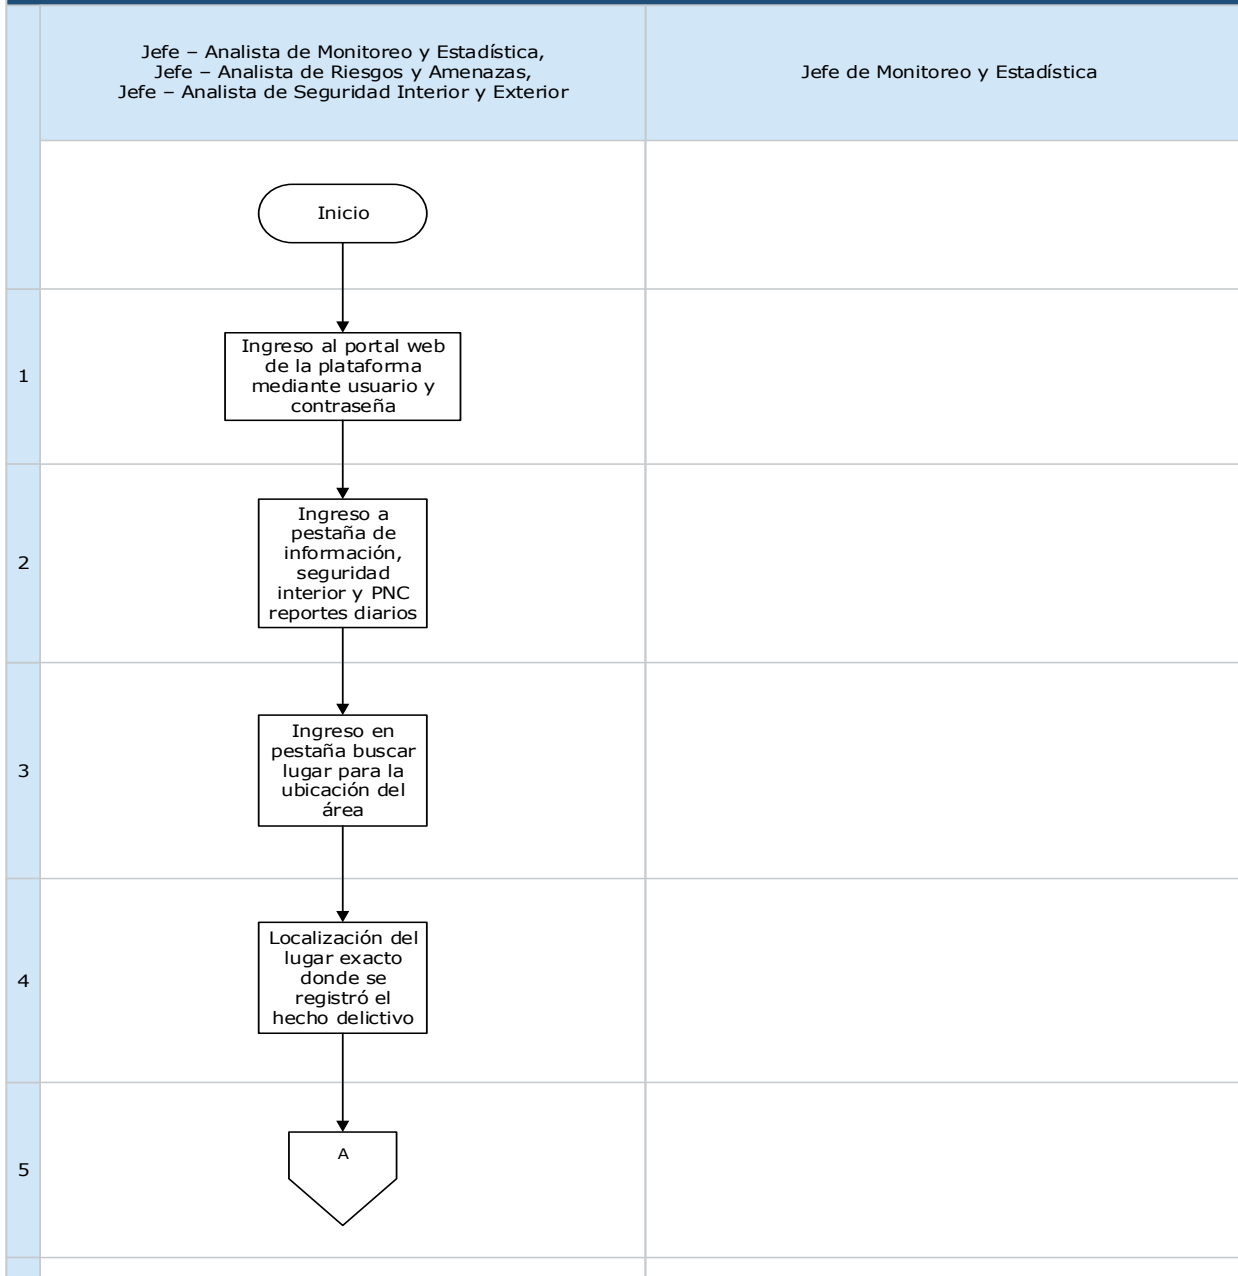 Jefe – Analista de Monitoreo y Estadística,
Jefe – Analista de Riesgos y Amenazas,
Jefe – Analista de Seguridad Interior y Exterior
Jefe de Monitoreo y Estadística
Inicio
1
Ingreso al portal web
de la plataforma
mediante usuario y
contraseña
2
Ingreso a
pestaña de
información,
seguridad
interior y PNC
reportes diarios
3
Ingreso en
pestaña buscar
lugar para la
ubicación del
área
4
Localización del
lugar exacto
donde se
registró el
hecho delictivo
5
A